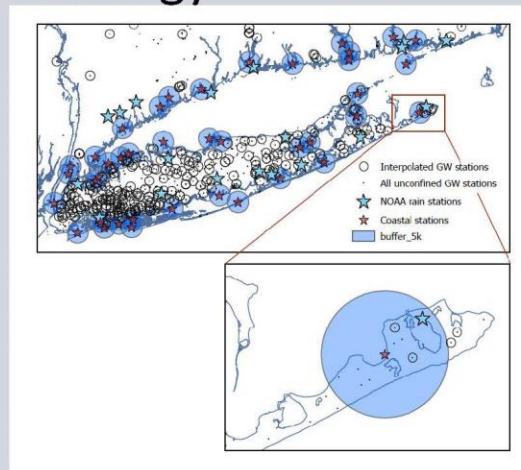 Interpolated GW stations
All unconfined GW stations
NOAA rain stations
Coastal stations
buffer_5k